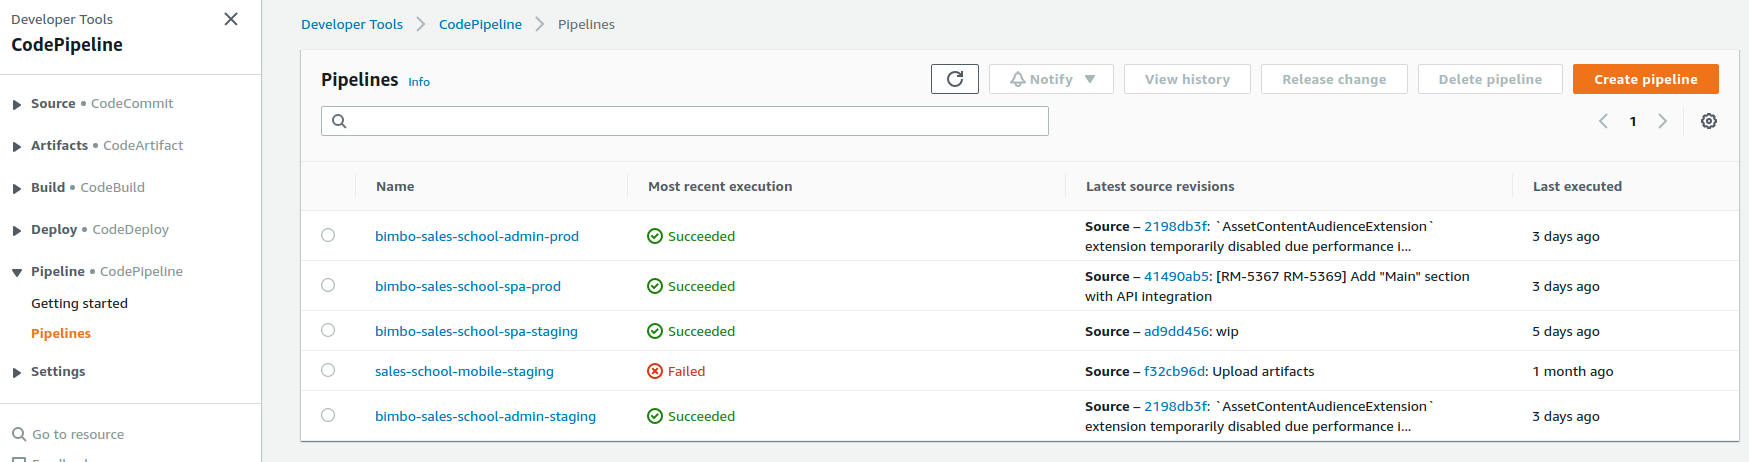 Developer Tools
CodePipeline
Source • CodeCommit
Artifacts • CodeArtifact
Build • CodeBuild
Deploy • CodeDeploy
Pipeline • CodePipeline
Getting started
Pipelines
Settings
Go to resource
Developer Tools > CodePipeline > Pipelines
Pipelines Info
Notify
View history
Release change
Delete pipeline
Create pipeline
1
Name Most recent execution Latest source revisions Last executed
bimbo-sales-school-admin-prod Succeeded Source – 2198db3f: `AssetContentAudienceExtension` 3 days ago
extension temporarily disabled due performance i...
bimbo-sales-school-spa-prod Succeeded Source – 41490ab5: [RM-5367 RM-5369] Add "Main" section 3 days ago
with API integration
bimbo-sales-school-spa-staging Succeeded Source – ad9dd456: wip 5 days ago
sales-school-mobile-staging Failed Source – f32cb96d: Upload artifacts 1 month ago
bimbo-sales-school-admin-staging Succeeded Source – 2198db3f: `AssetContentAudienceExtension` 3 days ago
extension temporarily disabled due performance i...